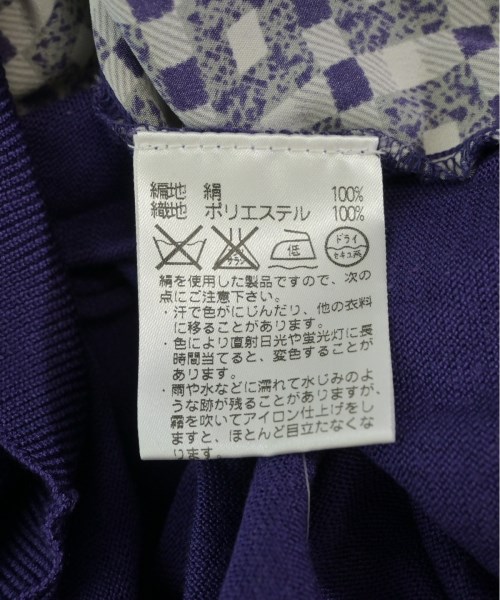 編地 絹 100%
織地 ポリエステル 100%
エンソ サラシ 低 ドライ セキユ系
絹を使用した製品ですので、次の
点にご注意下さい。
・汗で色がにじんだり、他の衣料
に移ることがあります。
・色により直射日光や蛍光灯に長
時間当てると、変色することが
あります。
・雨や水などに濡れて水じみのよ
うな跡が残ることがありますが、
霧を吹いてアイロン仕上げをし
ますと、ほとんど目立たなくな
ります。